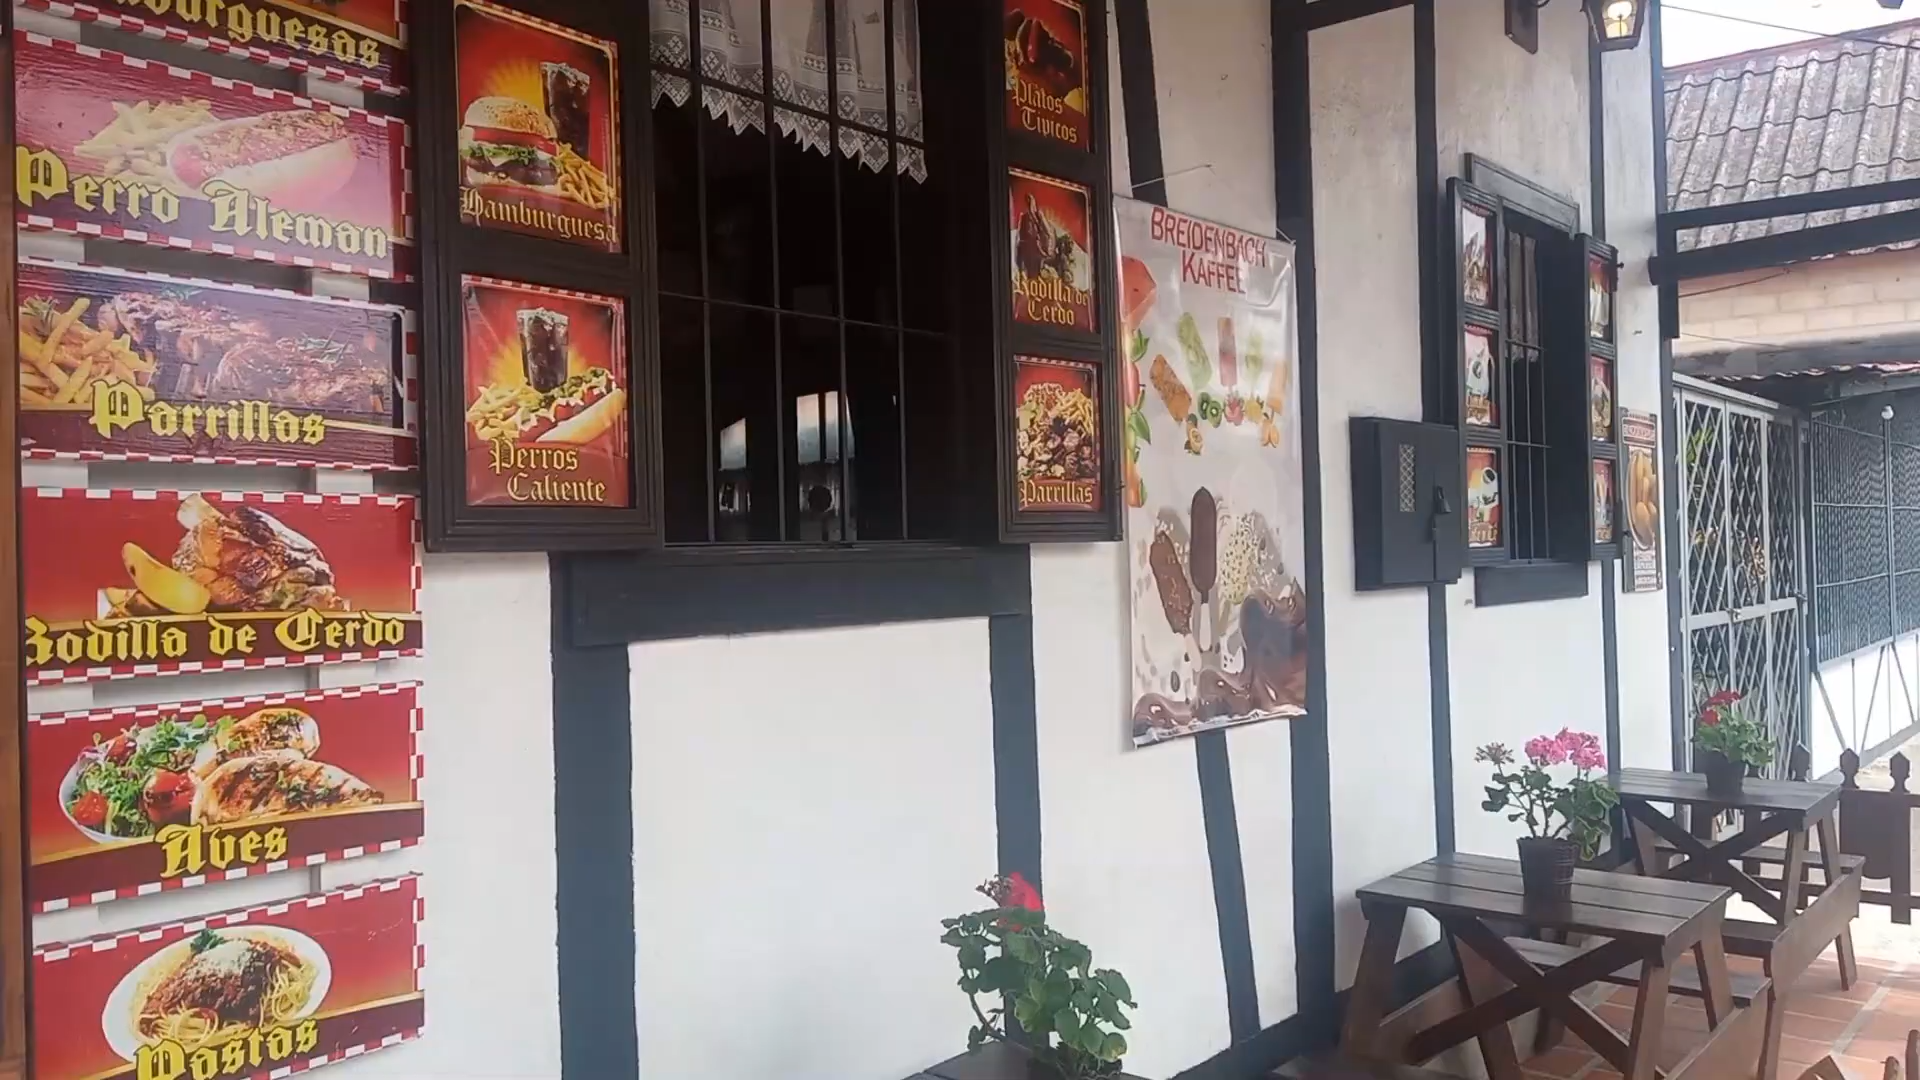 Hamburguesas
Perro Aleman
Parrillas
Rodilla de Cerdo
Aves
Pastas
Hamburguesa
Perros
Caliente
Platos
Tipicos
Rodilla de
Cerdo
Parrillas
BREIDENBACH
KAFFEE